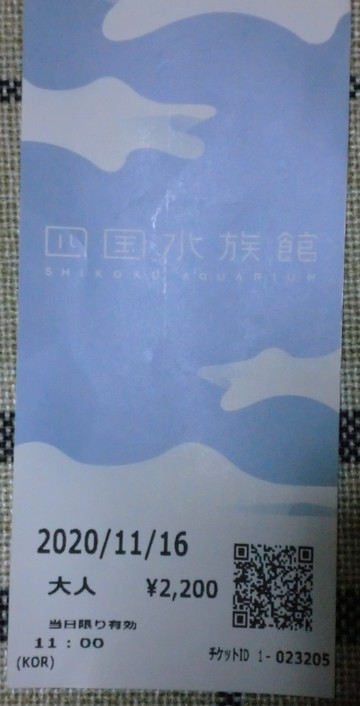 四国水族館
SHIKOKU AQUARIUM
2020/11/16
大人 ¥2,200
当日限り有効
11：00
(KOR)
チケットID 1-023205